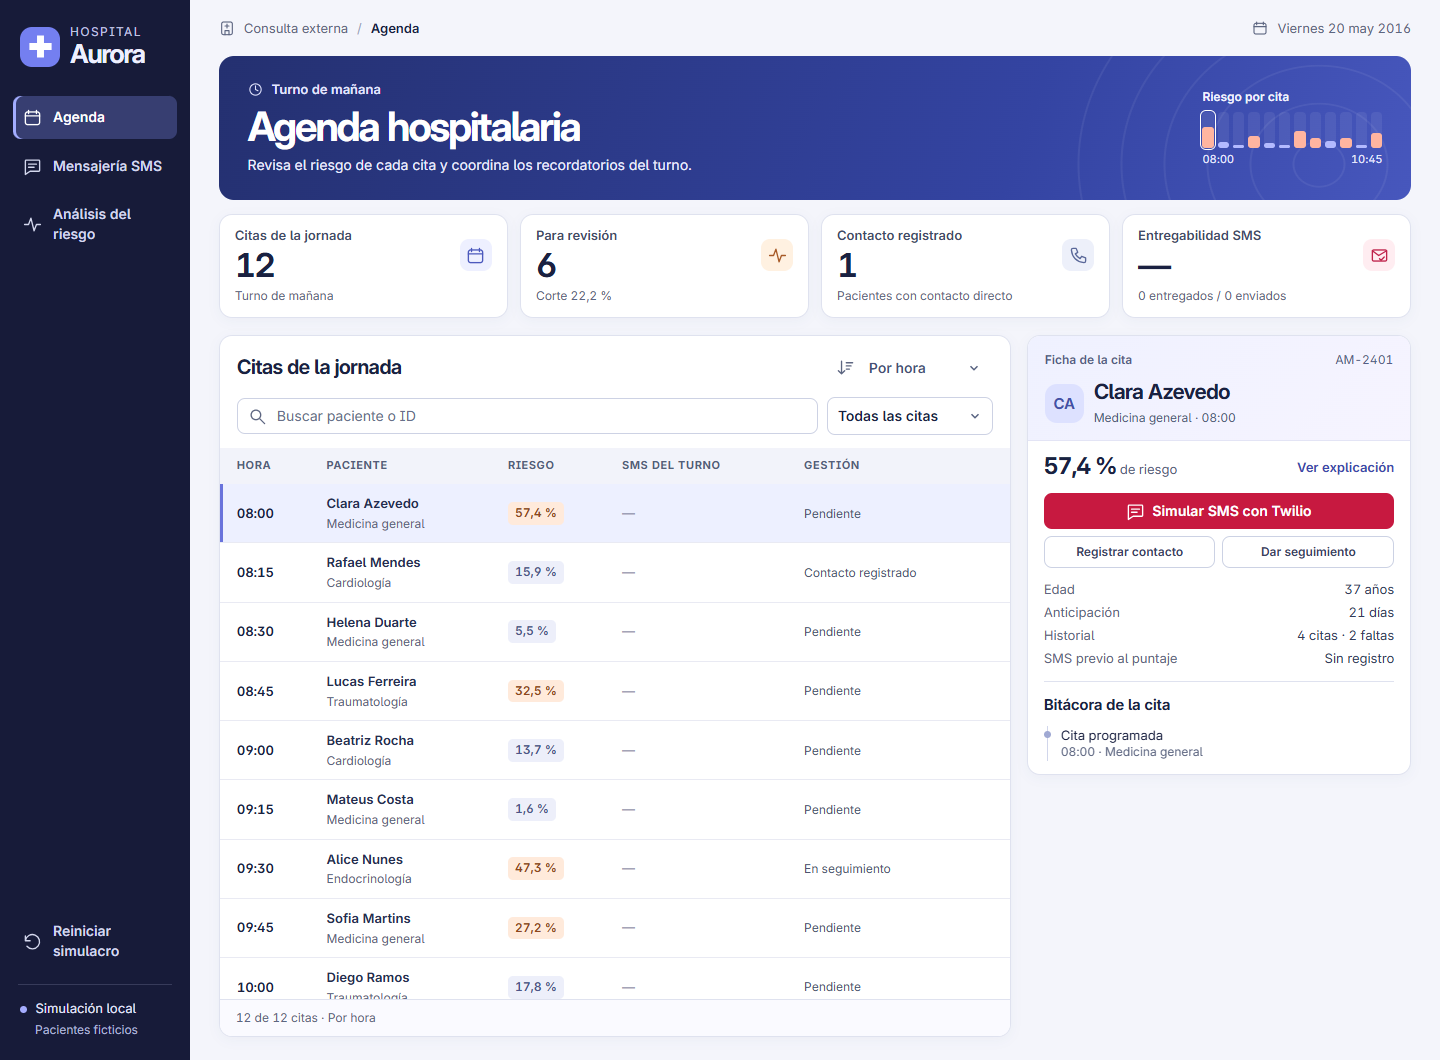 HOSPITAL
Aurora
Agenda
Mensajería SMS
Análisis del
riesgo
Reiniciar
simulacro
Simulación local
Pacientes ficticios
Consulta externa / Agenda
Viernes 20 may 2016
Turno de mañana
Agenda hospitalaria
Revisa el riesgo de cada cita y coordina los recordatorios del turno.
Riesgo por cita
08:00 10:45
Citas de la jornada
12
Turno de mañana
Para revisión
6
Corte 22,2 %
Contacto registrado
1
Pacientes con contacto directo
Entregabilidad SMS
—
0 entregados / 0 enviados
Citas de la jornada
Por hora
Buscar paciente o ID
Todas las citas
HORA PACIENTE RIESGO SMS DEL TURNO GESTIÓN
08:00 Clara Azevedo 57,4 % — Pendiente
Medicina general
08:15 Rafael Mendes 15,9 % — Contacto registrado
Cardiología
08:30 Helena Duarte 5,5 % — Pendiente
Medicina general
08:45 Lucas Ferreira 32,5 % — Pendiente
Traumatología
09:00 Beatriz Rocha 13,7 % — Pendiente
Cardiología
09:15 Mateus Costa 1,6 % — Pendiente
Medicina general
09:30 Alice Nunes 47,3 % — En seguimiento
Endocrinología
09:45 Sofia Martins 27,2 % — Pendiente
Medicina general
10:00 Diego Ramos 17,8 % — Pendiente
Traumatología
12 de 12 citas · Por hora
Ficha de la cita AM-2401
CA
Clara Azevedo
Medicina general · 08:00
57,4 % de riesgo Ver explicación
Simular SMS con Twilio
Registrar contacto Dar seguimiento
Edad 37 años
Anticipación 21 días
Historial 4 citas · 2 faltas
SMS previo al puntaje Sin registro
Bitácora de la cita
Cita programada
08:00 · Medicina general